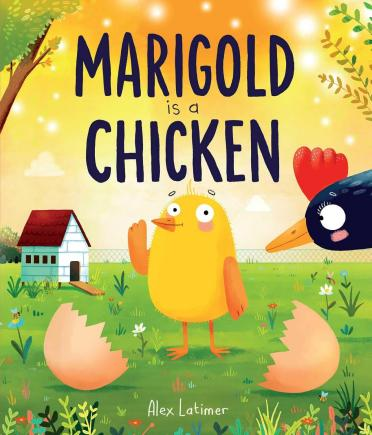 MARIGOLD
is a
CHICKEN
Alex Latimer